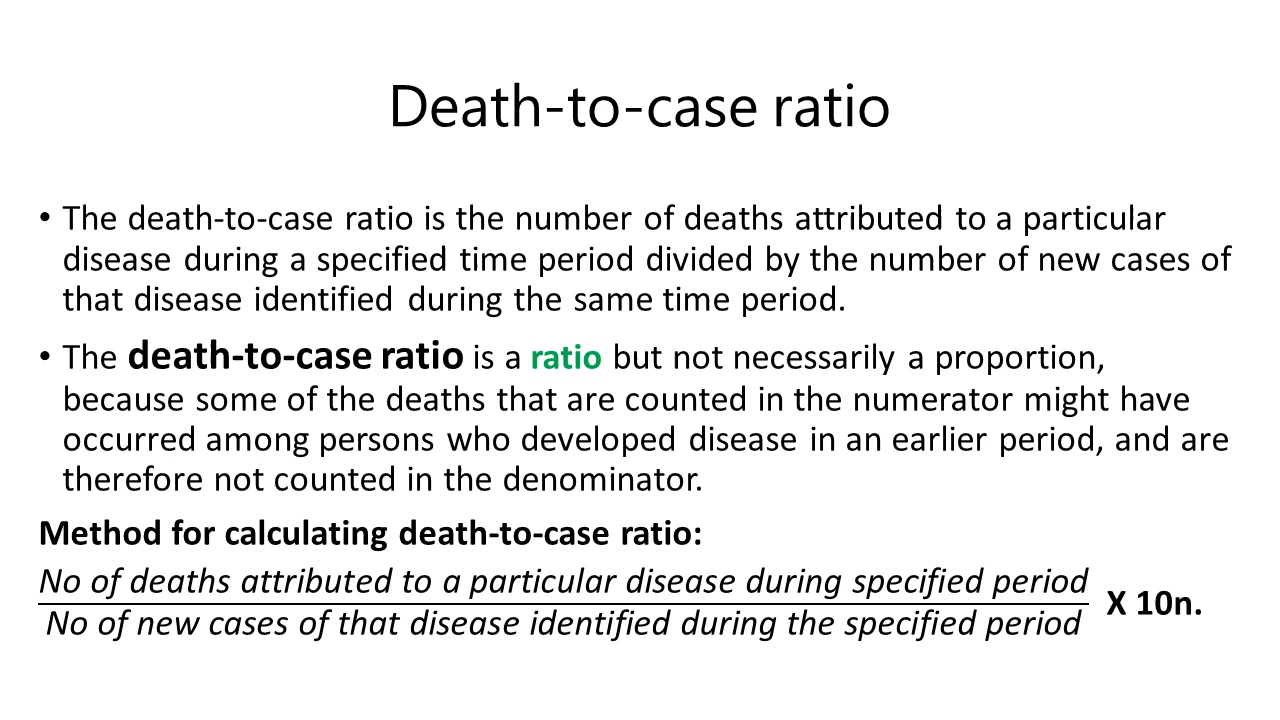 Death-to-case ratio
• The death-to-case ratio is the number of deaths attributed to a particular
disease during a specified time period divided by the number of new cases of
that disease identified during the same time period.
• The death-to-case ratio is a ratio but not necessarily a proportion,
because some of the deaths that are counted in the numerator might have
occurred among persons who developed disease in an earlier period, and are
therefore not counted in the denominator.
Method for calculating death-to-case ratio:
No of deaths attributed to a particular disease during specified period
No of new cases of that disease identified during the specified period
X 10n.